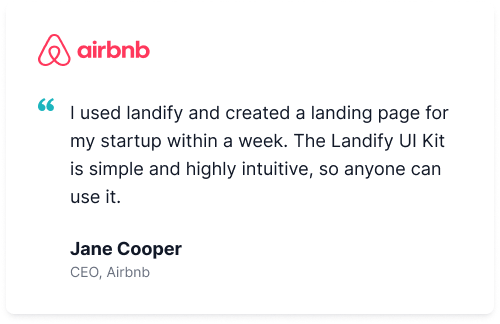 airbnb
“
I used landify and created a landing page for
my startup within a week. The Landify UI Kit
is simple and highly intuitive, so anyone can
use it.
Jane Cooper
CEO, Airbnb